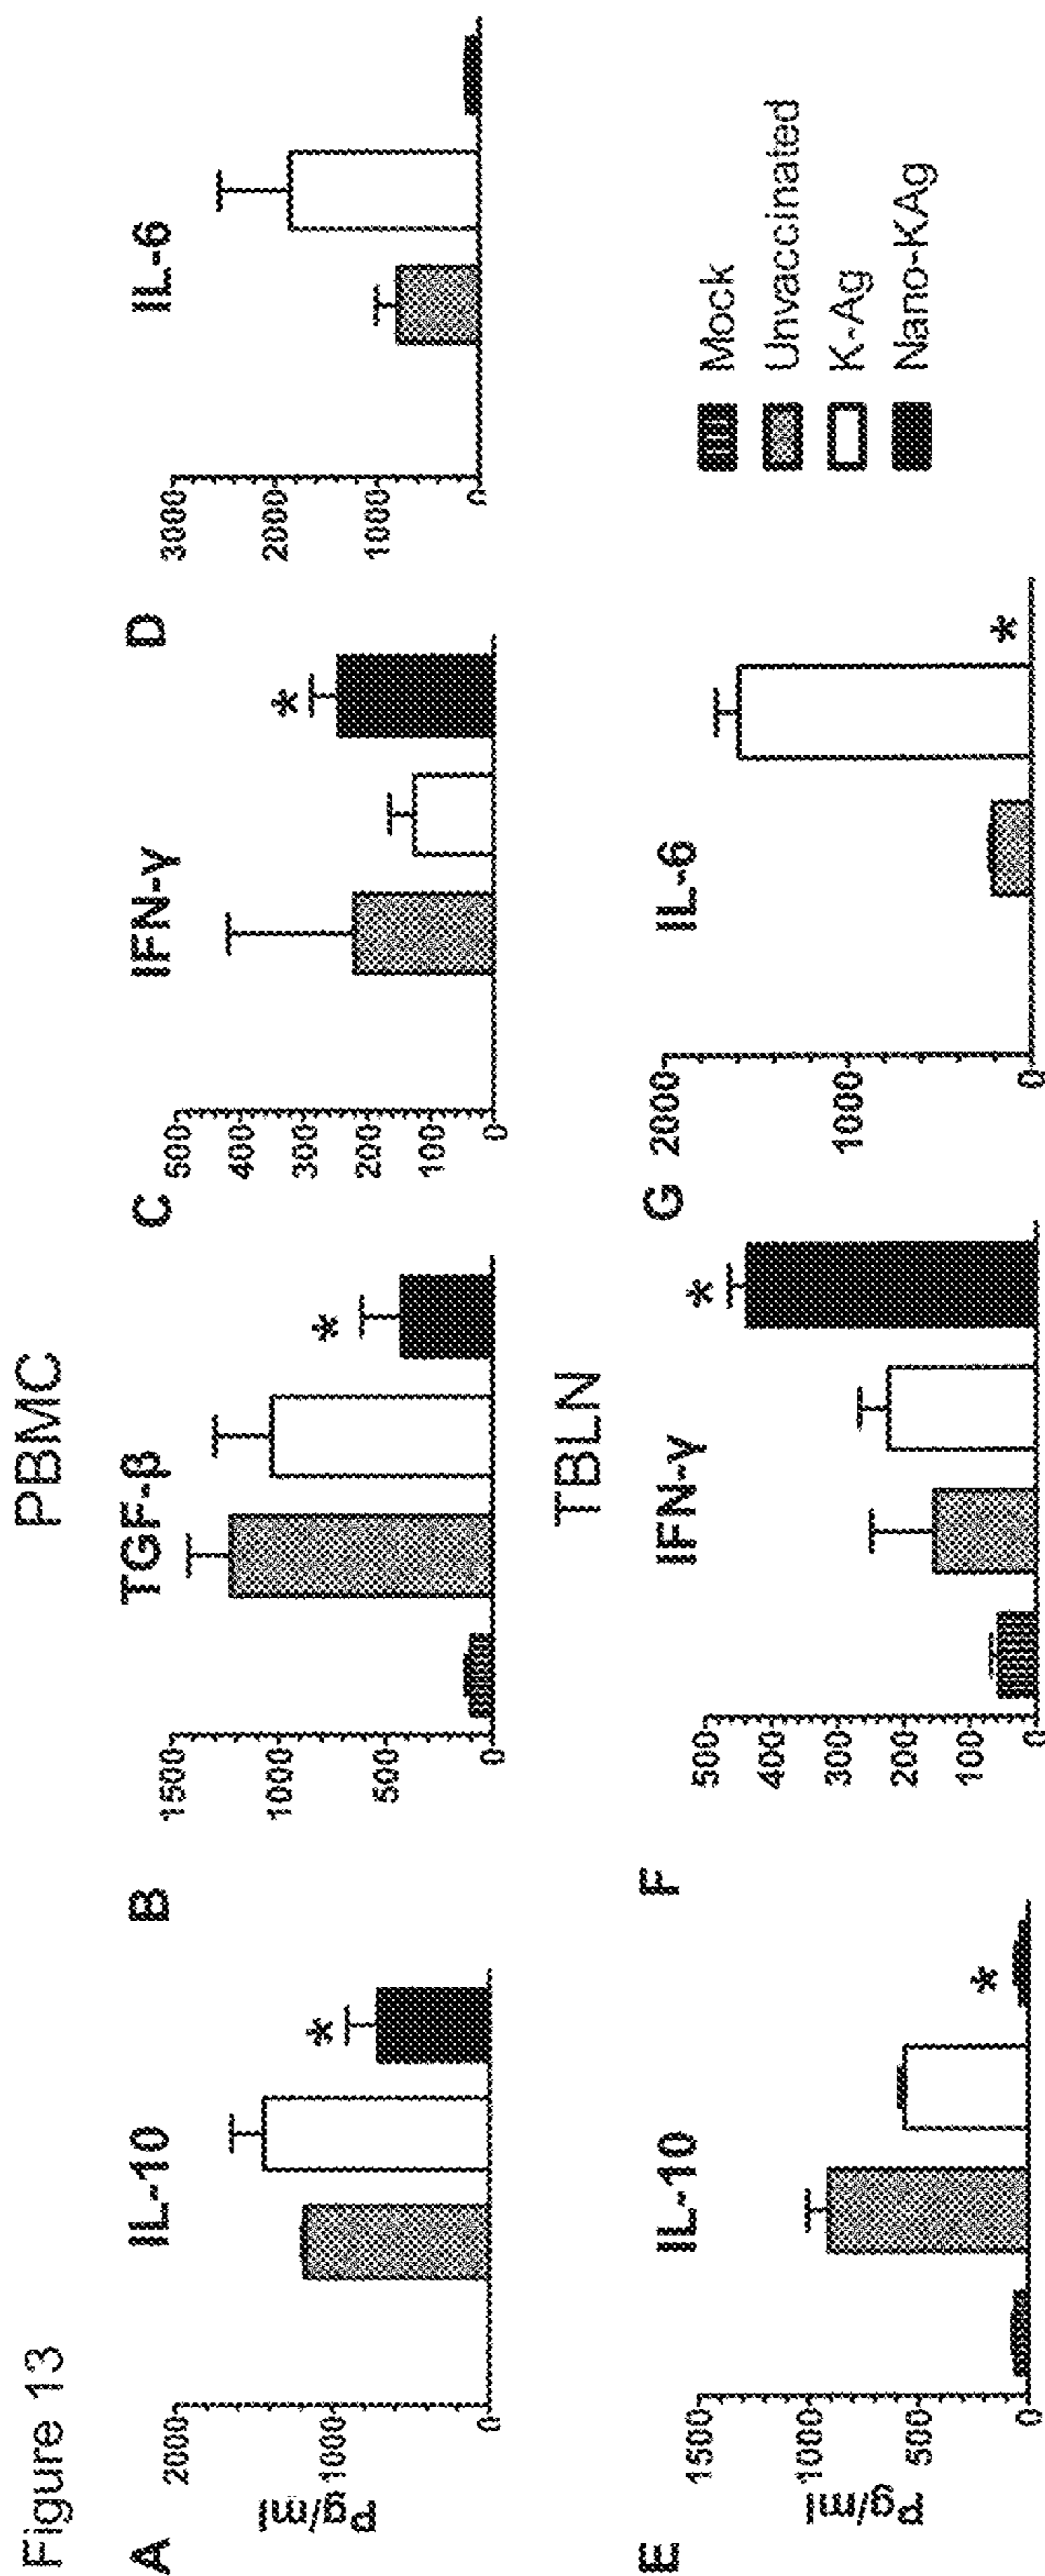 Figure 13
PBMC
A
IL-10
Pg/ml
2000
1000
0
B
TGF-β
1500
1000
500
0
*
*
C
IFN-γ
500
400
300
200
100
0
*
D
IL-6
3000
2000
1000
0
TBLN
E
IL-10
Pg/ml
1500
1000
500
0
*
F
IFN-γ
500
400
300
200
100
0
*
G
IL-6
2000
1000
0
*
Mock
Unvaccinated
K-Ag
Nano-KAg